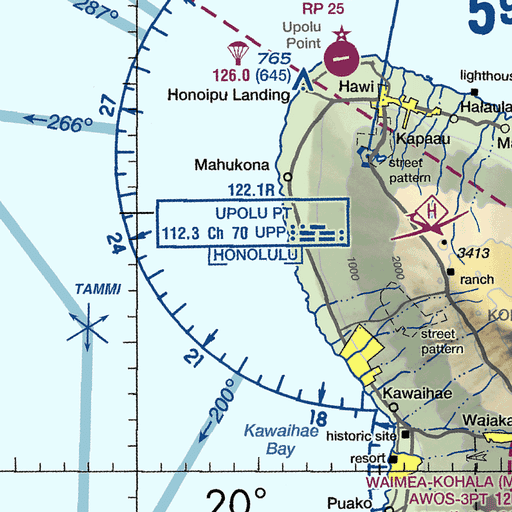 RP 25
Upolu
Point
59
287°
765
126.0 (645)
Honoipu Landing
Hawi
lighthous
Halaula
27
266°
Kapaau
Ma
street
pattern
Mahukona
122.1R
UPOLU PT
112.3 Ch 70 UPP
HONOLULU
H
24
3413
1000
2000
ranch
TAMMI
KO
street
pattern
21
200°
18
Kawaihae
Kawaihae
Bay
Waiaka
historic site
resort
WAIMEA-KOHALA (M
AWOS-3PT 12
20°
Puako